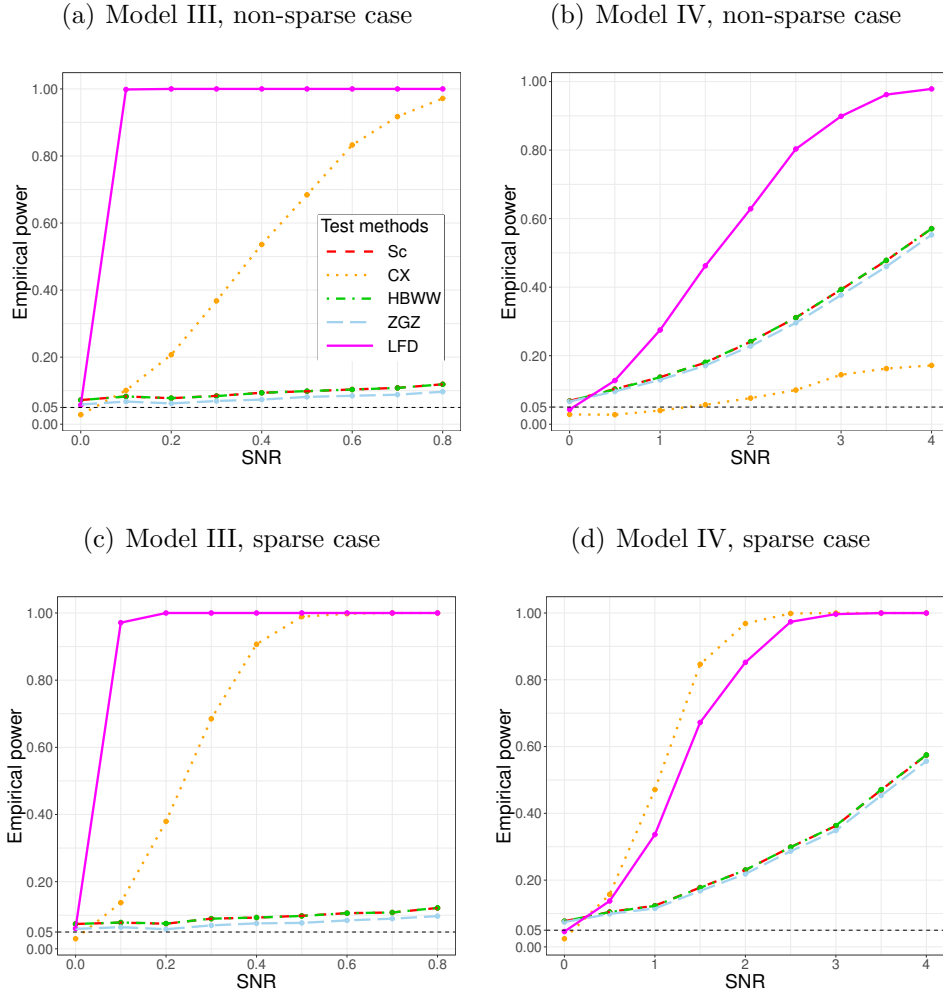 (a) Model III, non-sparse case
(b) Model IV, non-sparse case
Empirical power
1.00
0.80
0.60
0.40
0.20
0.05
0.00
0.0 0.2 0.4 0.6 0.8
SNR
Test methods
Sc
CX
HBWW
ZGZ
LFD
Empirical power
1.00
0.80
0.60
0.40
0.20
0.05
0.00
0 1 2 3 4
SNR
(c) Model III, sparse case
(d) Model IV, sparse case
Empirical power
1.00
0.80
0.60
0.40
0.20
0.05
0.00
0.0 0.2 0.4 0.6 0.8
SNR
Empirical power
1.00
0.80
0.60
0.40
0.20
0.05
0.00
0 1 2 3 4
SNR